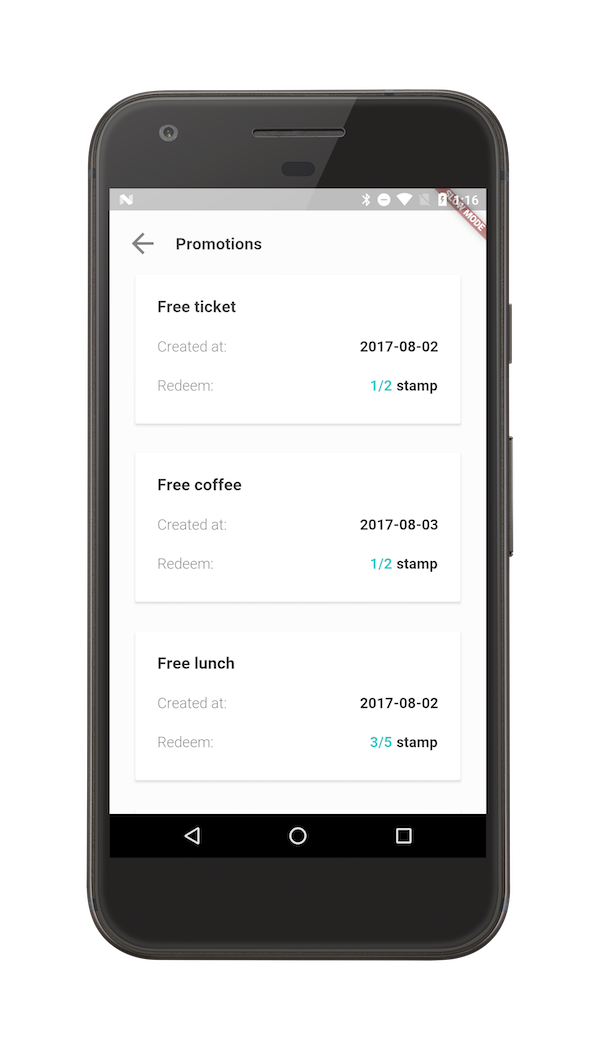 1:16
SLOW MODE
Promotions
Free ticket
Created at: 2017-08-02
Redeem: 1/2 stamp
Free coffee
Created at: 2017-08-03
Redeem: 1/2 stamp
Free lunch
Created at: 2017-08-02
Redeem: 3/5 stamp